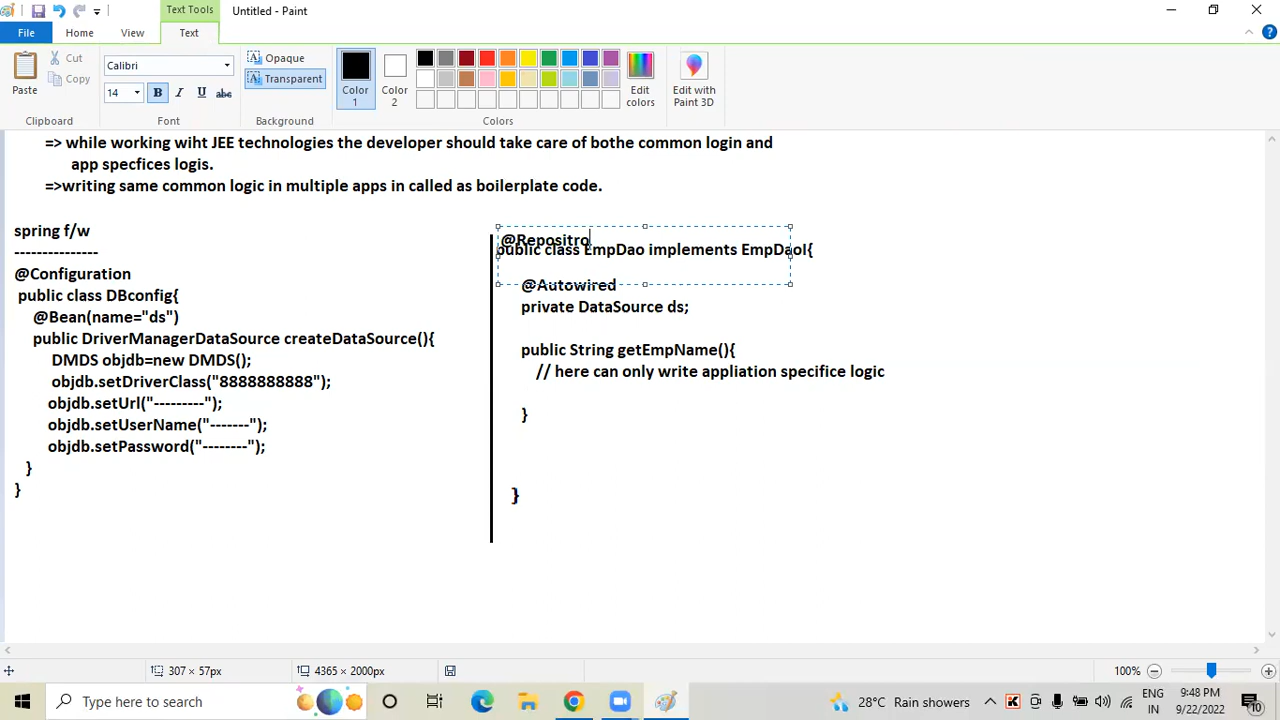 Text Tools
Untitled - Paint
File
Home
View
Text
Paste
Cut
Copy
Clipboard
Calibri
14
B
I
U
abc
Font
Opaque
Transparent
Background
Color
1
Color
2
Edit
colors
Colors
Edit with
Paint 3D
=> while working wiht JEE technologies the developer should take care of bothe common login and
app specfices logis.
=>writing same common logic in multiple apps in called as boilerplate code.
spring f/w
---------------
@Configuration
public class DBconfig{
@Bean(name="ds")
public DriverManagerDataSource createDataSource(){
DMDS objdb=new DMDS();
objdb.setDriverClass("8888888888");
objdb.setUrl("---------");
objdb.setUserName("-------");
objdb.setPassword("--------");
}
}
@Repositro
public class EmpDao implements EmpDaoI{
@Autowired
private DataSource ds;
public String getEmpName(){
// here can only write appliation specifice logic
}
}
307 × 57px
4365 × 2000px
100%
Type here to search
28°C Rain showers
ENG
IN
9:48 PM
9/22/2022
10